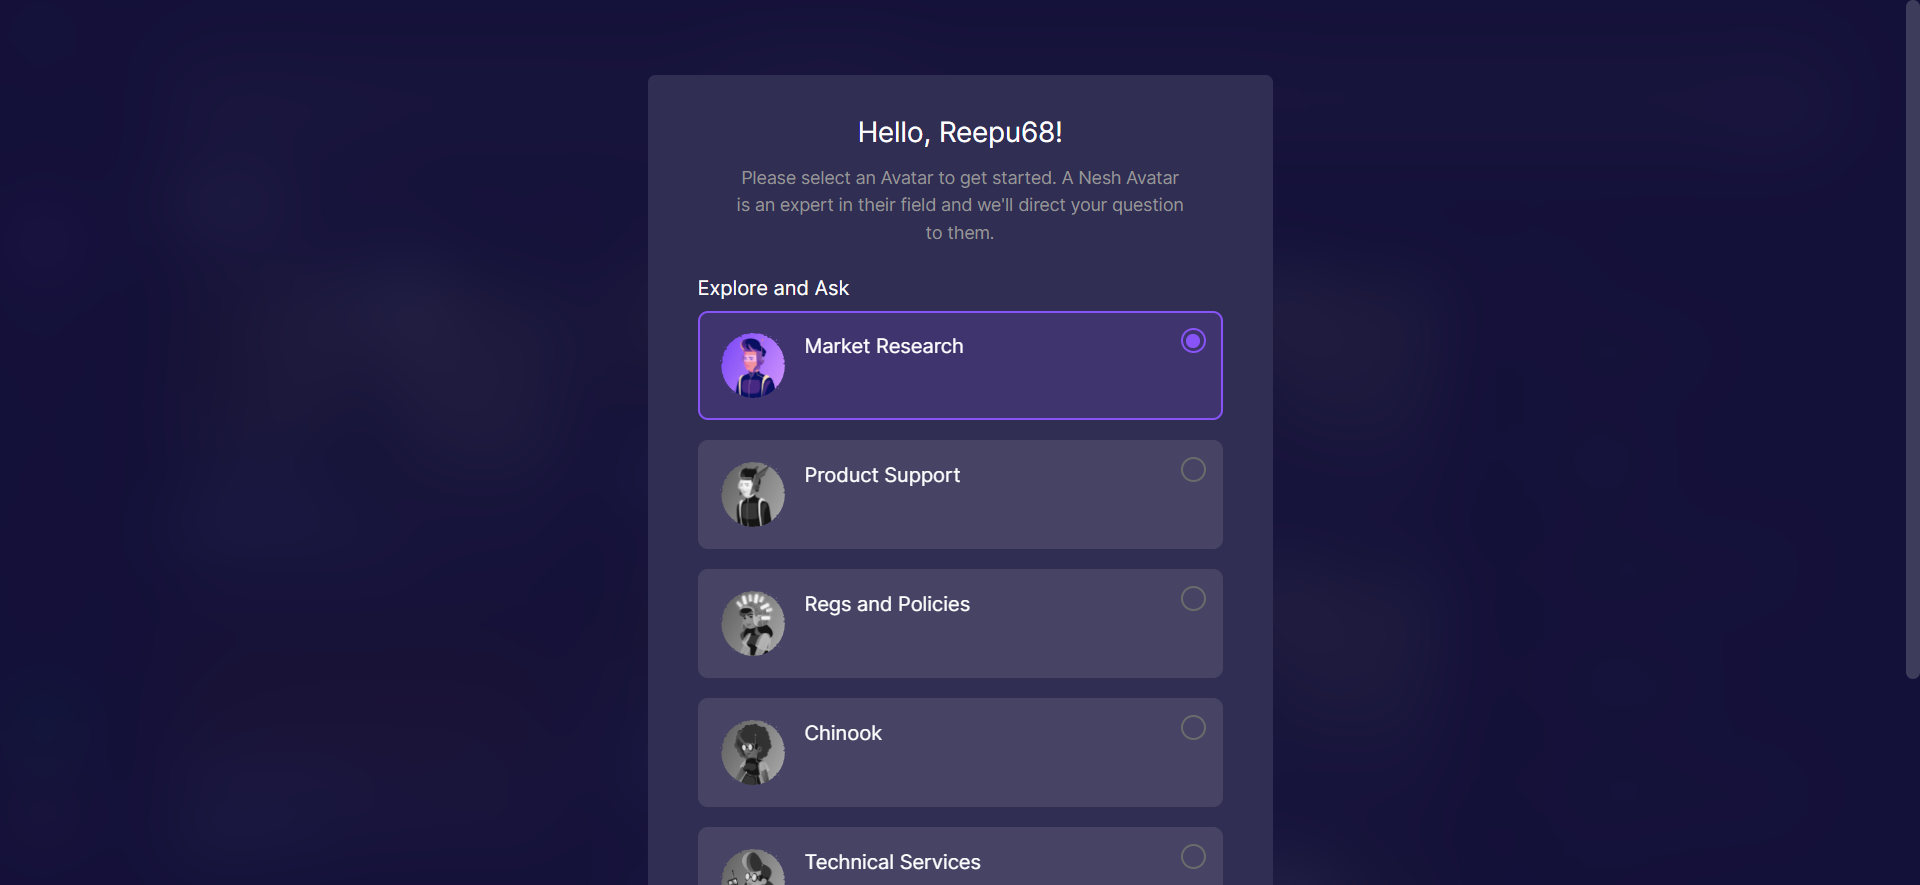 Hello, Reepu68!
Please select an Avatar to get started. A Nesh Avatar
is an expert in their field and we'll direct your question
to them.
Explore and Ask
Market Research
Product Support
Regs and Policies
Chinook
Technical Services